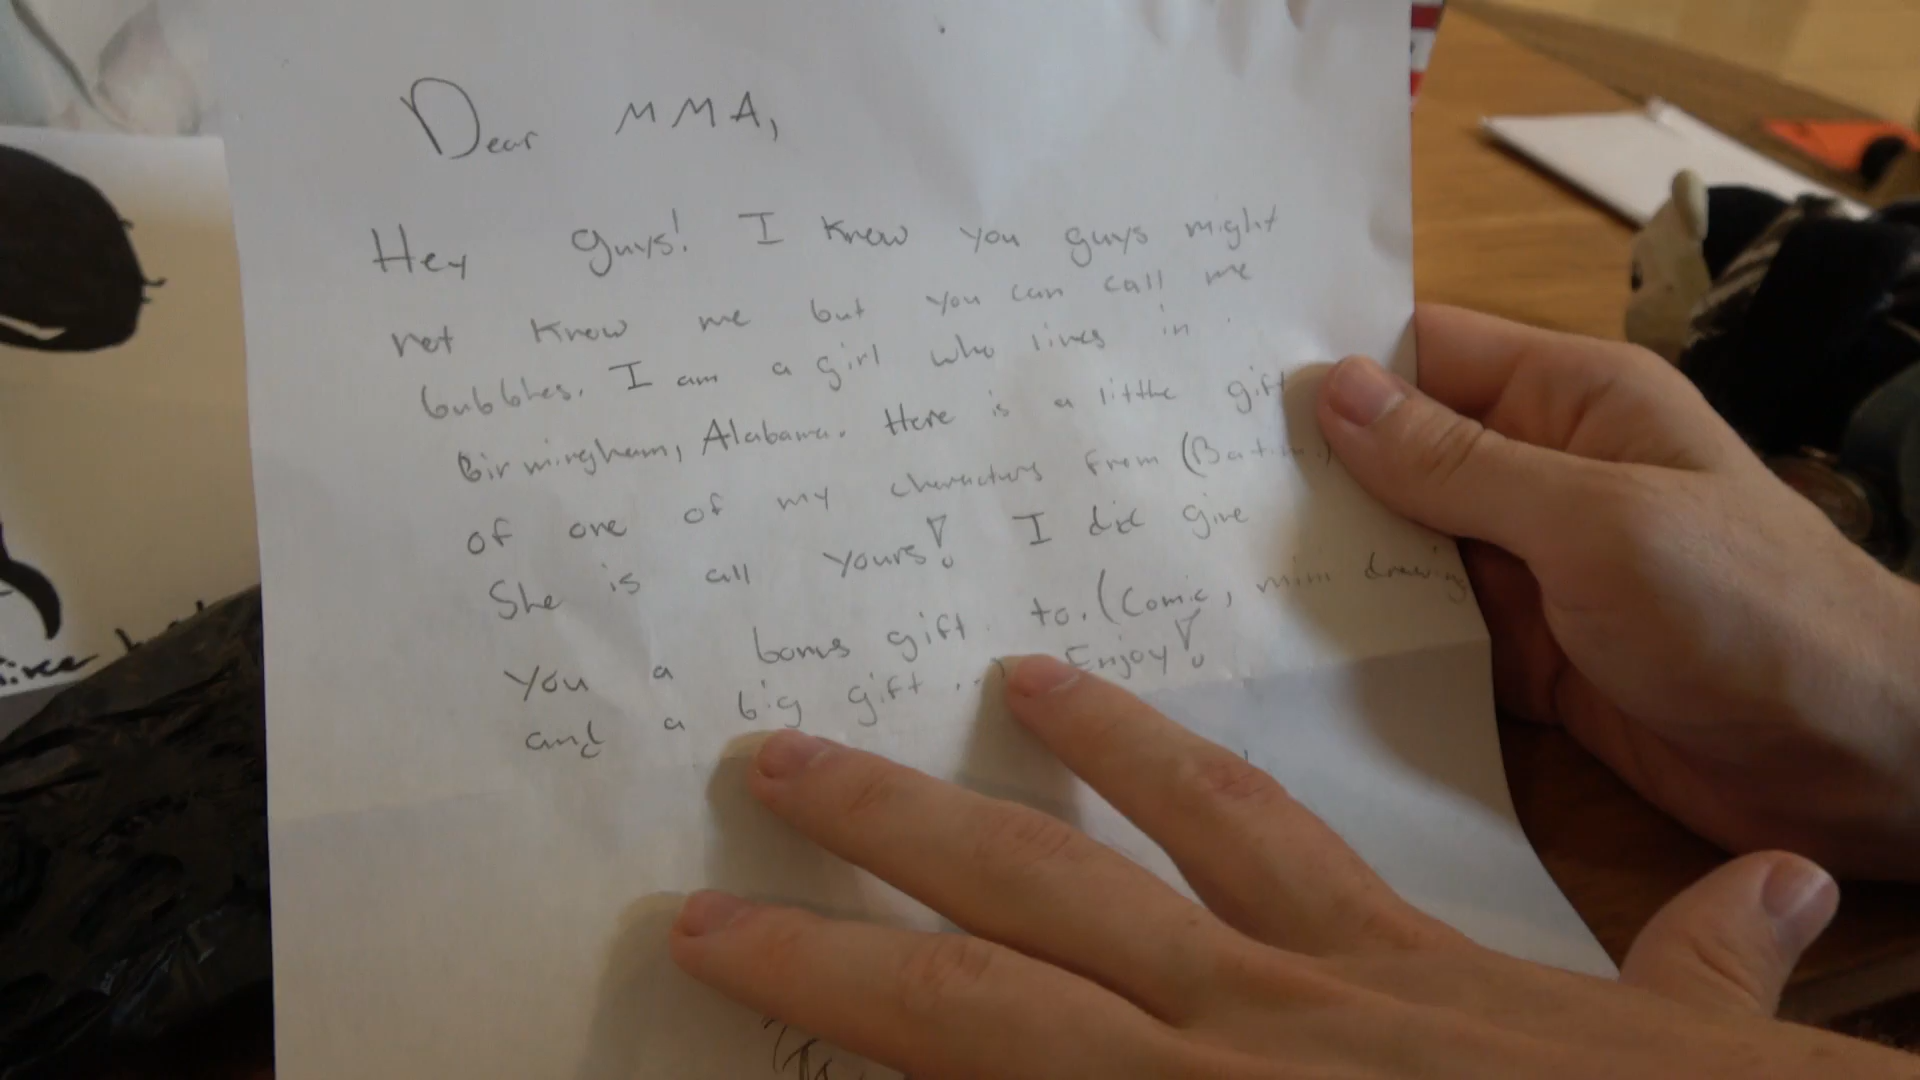 Dear MMA,
Hey guys! I know you guys might
not know me but you can call me
bubbles. I am a girl who lives in
Birmingham, Alabama. Here is a little gift
of one of my characters from (Batim.)
She is all yours! I did give
You a bonus gift to. (Comic, mini drawing
and a big gift ...) Enjoy!